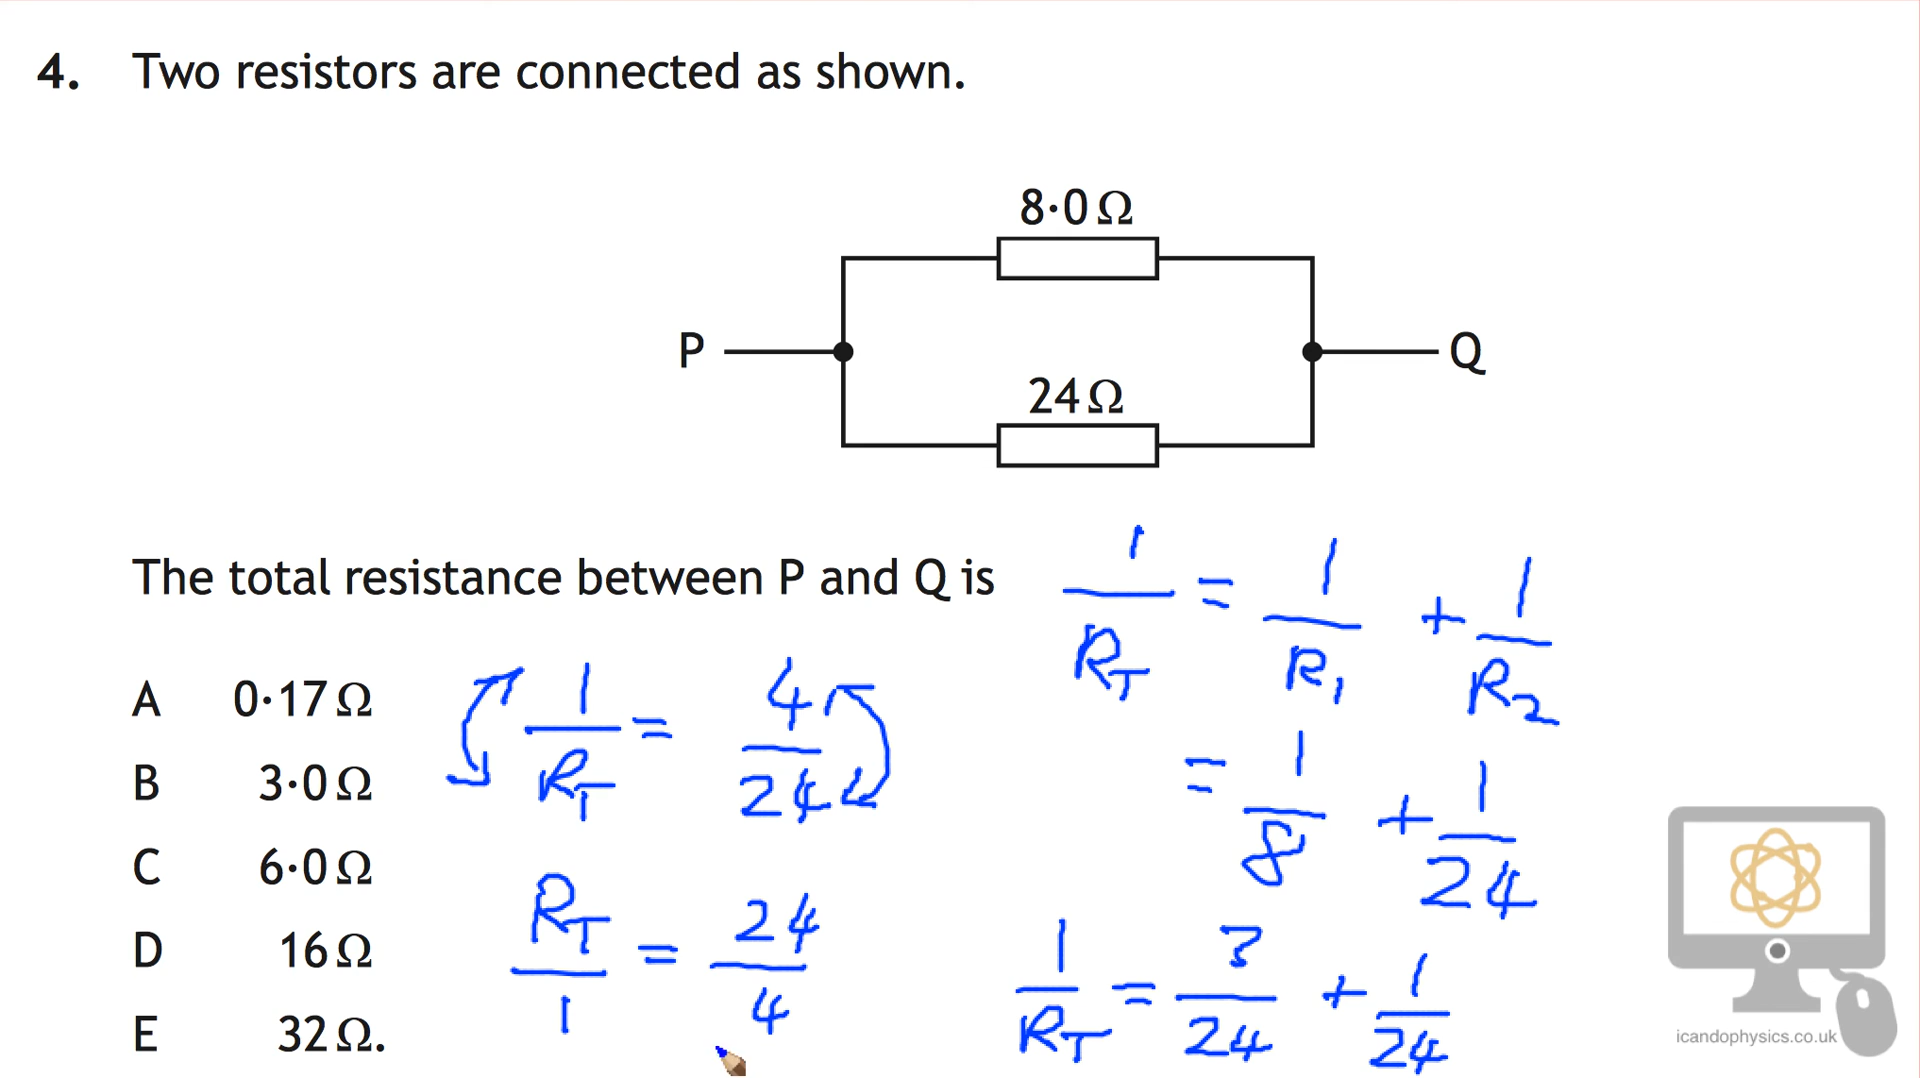 4. Two resistors are connected as shown.
8·0 Ω
P
Q
24 Ω
The total resistance between P and Q is
A 0·17 Ω
B 3·0 Ω
C 6·0 Ω
D 16 Ω
E 32 Ω.
1/R_T = 1/R_1 + 1/R_2
= 1/8 + 1/24
1/R_T = 3/24 + 1/24
1/R_T = 4/24
R_T/1 = 24/4
icandophysics.co.uk